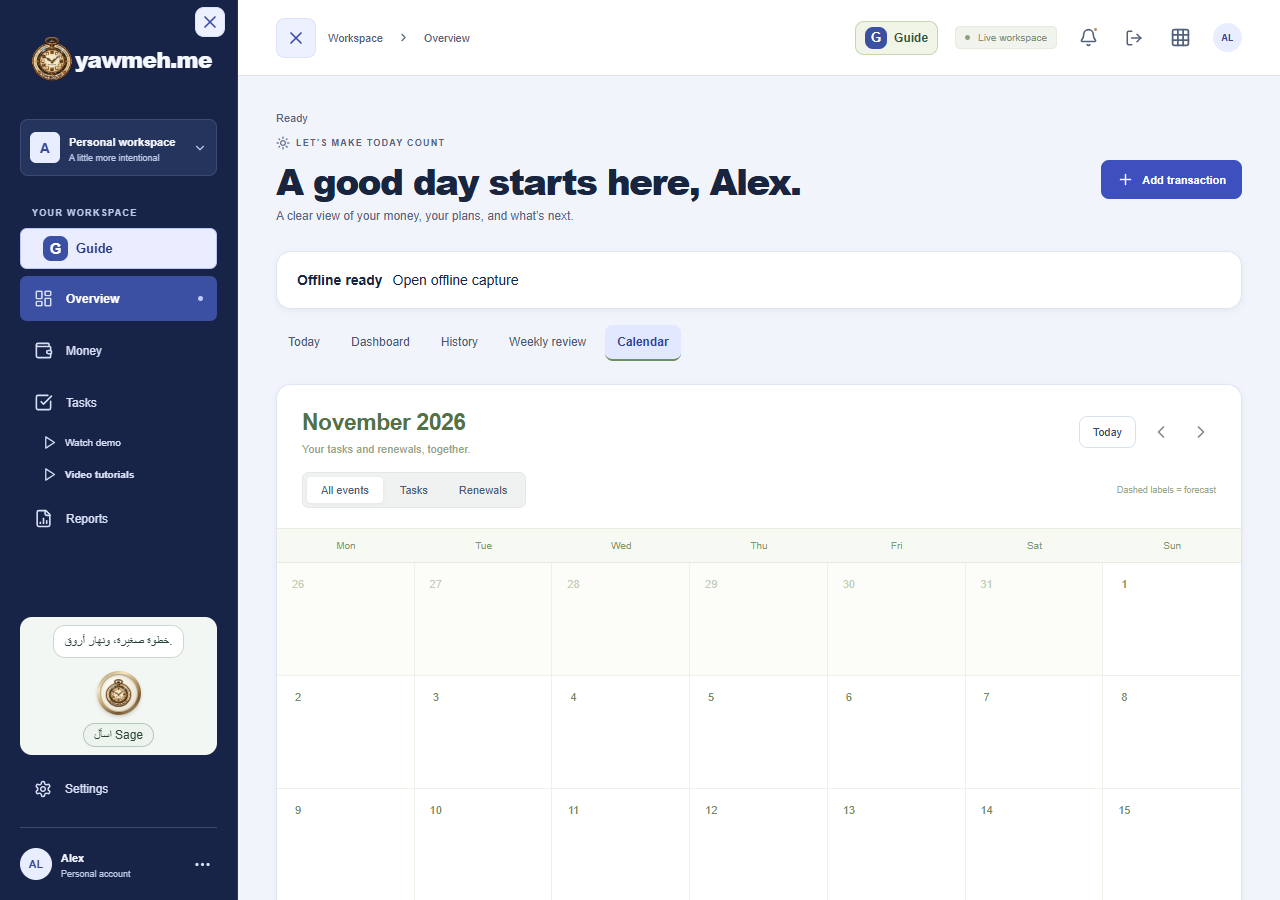 yawmeh.me
A
Personal workspace
A little more intentional
YOUR WORKSPACE
G Guide
Overview
Money
Tasks
Watch demo
Video tutorials
Reports
خطوة صغيرة، ونهار أروق.
اسأل Sage
Settings
AL
Alex
Personal account
Workspace
Overview
G Guide
Live workspace
AL
Ready
LET'S MAKE TODAY COUNT
A good day starts here, Alex.
A clear view of your money, your plans, and what's next.
Add transaction
Offline ready Open offline capture
Today Dashboard History Weekly review Calendar
November 2026
Your tasks and renewals, together.
Today
All events Tasks Renewals
Dashed labels = forecast
Mon Tue Wed Thu Fri Sat Sun
26 27 28 29 30 31 1
2 3 4 5 6 7 8
9 10 11 12 13 14 15